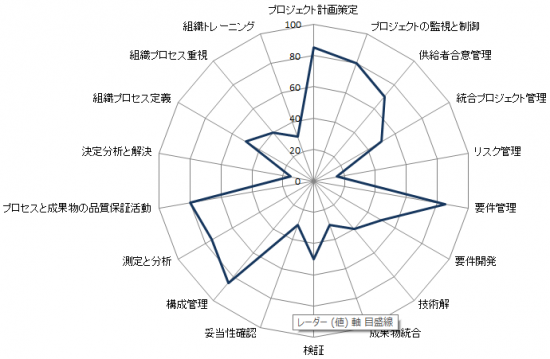 プロジェクト計画策定
プロジェクトの監視と制御
供給者合意管理
統合プロジェクト管理
リスク管理
要件管理
要件開発
技術解
成果物統合
検証
妥当性確認
構成管理
測定と分析
プロセスと成果物の品質保証活動
決定分析と解決
組織プロセス定義
組織プロセス重視
組織トレーニング
100
80
60
40
20
0
レーダー (値) 軸 目盛線